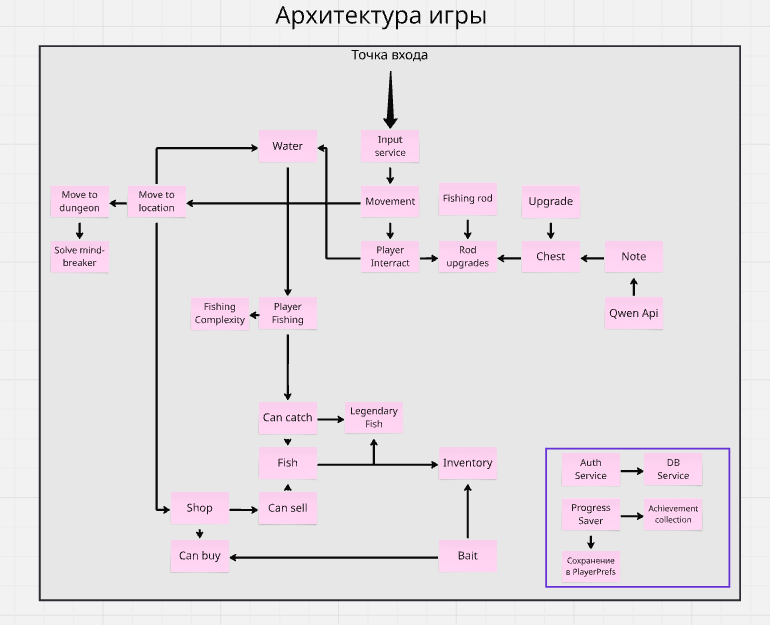 Архитектура игры
Точка входа
Water
Input
service
Move to
dungeon
Move to
location
Movement
Fishing rod
Upgrade
Solve mind-
breaker
Player
Interract
Rod
upgrades
Chest
Note
Fishing
Complexity
Player
Fishing
Qwen Api
Can catch
Legendary
Fish
Fish
Inventory
Auth
Service
DB
Service
Shop
Can sell
Progress
Saver
Achievement
collection
Can buy
Bait
Сохранение
в PlayerPrefs